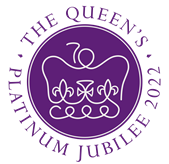 THE QUEEN'S
PLATINUM JUBILEE 2022
70